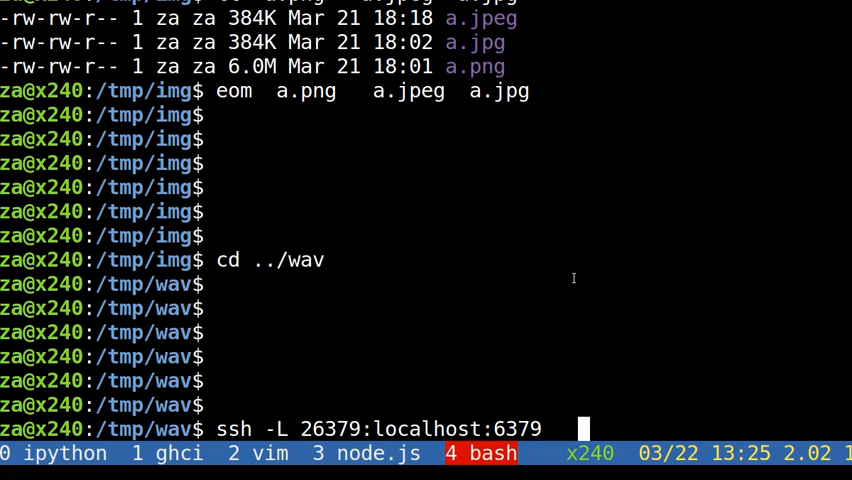 -rw-rw-r-- 1 za za 384K Mar 21 18:18 a.jpeg
-rw-rw-r-- 1 za za 384K Mar 21 18:02 a.jpg
-rw-rw-r-- 1 za za 6.0M Mar 21 18:01 a.png
za@x240:/tmp/img$ eom  a.png   a.jpeg  a.jpg
za@x240:/tmp/img$
za@x240:/tmp/img$
za@x240:/tmp/img$
za@x240:/tmp/img$
za@x240:/tmp/img$
za@x240:/tmp/img$
za@x240:/tmp/img$ cd ../wav
za@x240:/tmp/wav$
za@x240:/tmp/wav$
za@x240:/tmp/wav$
za@x240:/tmp/wav$
za@x240:/tmp/wav$
za@x240:/tmp/wav$
za@x240:/tmp/wav$ ssh -L 26379:localhost:6379
0 ipython  1 ghci  2 vim  3 node.js  4 bash    x240  03/22 13:25 2.02 1